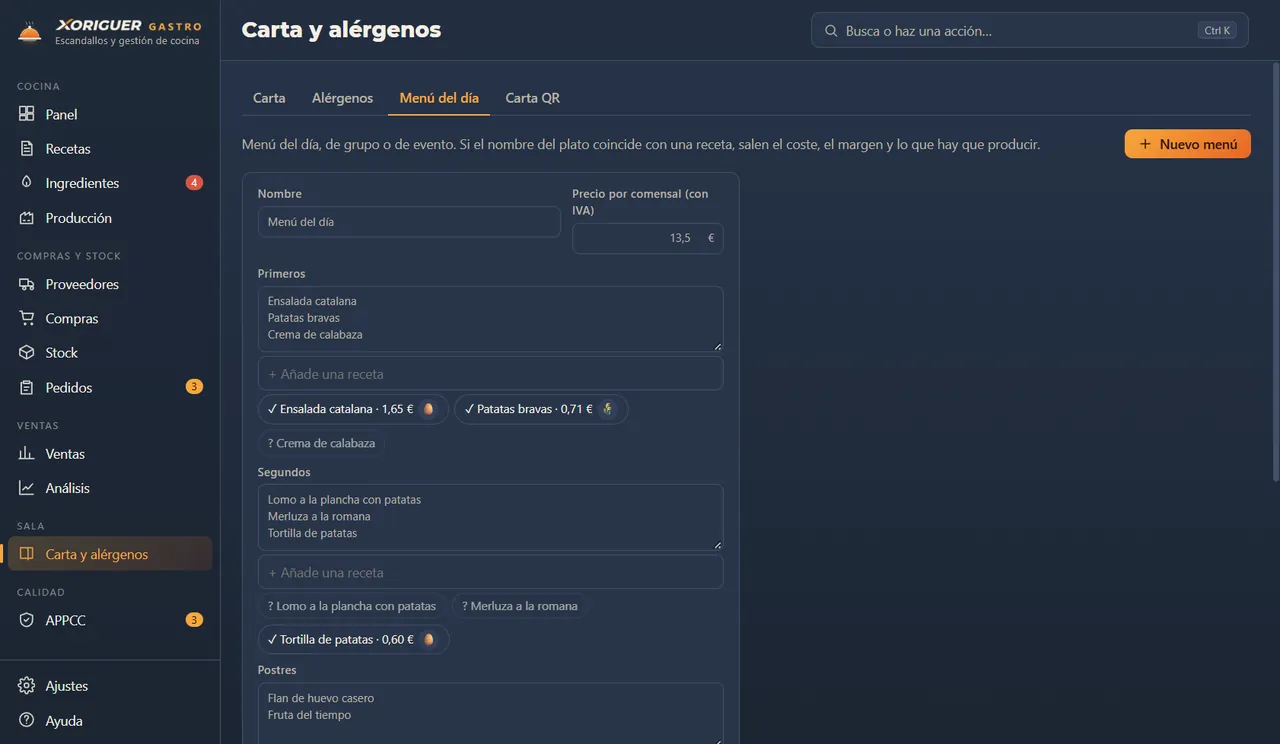 XORIGUER GASTRO
Escandallos y gestión de cocina
COCINA
Panel
Recetas
Ingredientes 4
Producción
COMPRAS Y STOCK
Proveedores
Compras
Stock
Pedidos 3
VENTAS
Ventas
Análisis
SALA
Carta y alérgenos
CALIDAD
APPCC 3
Ajustes
Ayuda
Carta y alérgenos
Busca o haz una acción... Ctrl K
Carta Alérgenos Menú del día Carta QR
Menú del día, de grupo o de evento. Si el nombre del plato coincide con una receta, salen el coste, el margen y lo que hay que producir.
+ Nuevo menú
Nombre
Menú del día
Precio por comensal (con
IVA)
13,5 €
Primeros
Ensalada catalana
Patatas bravas
Crema de calabaza
+ Añade una receta
✓ Ensalada catalana · 1,65 € ✓ Patatas bravas · 0,71 €
? Crema de calabaza
Segundos
Lomo a la plancha con patatas
Merluza a la romana
Tortilla de patatas
+ Añade una receta
? Lomo a la plancha con patatas ? Merluza a la romana
✓ Tortilla de patatas · 0,60 €
Postres
Flan de huevo casero
Fruta del tiempo